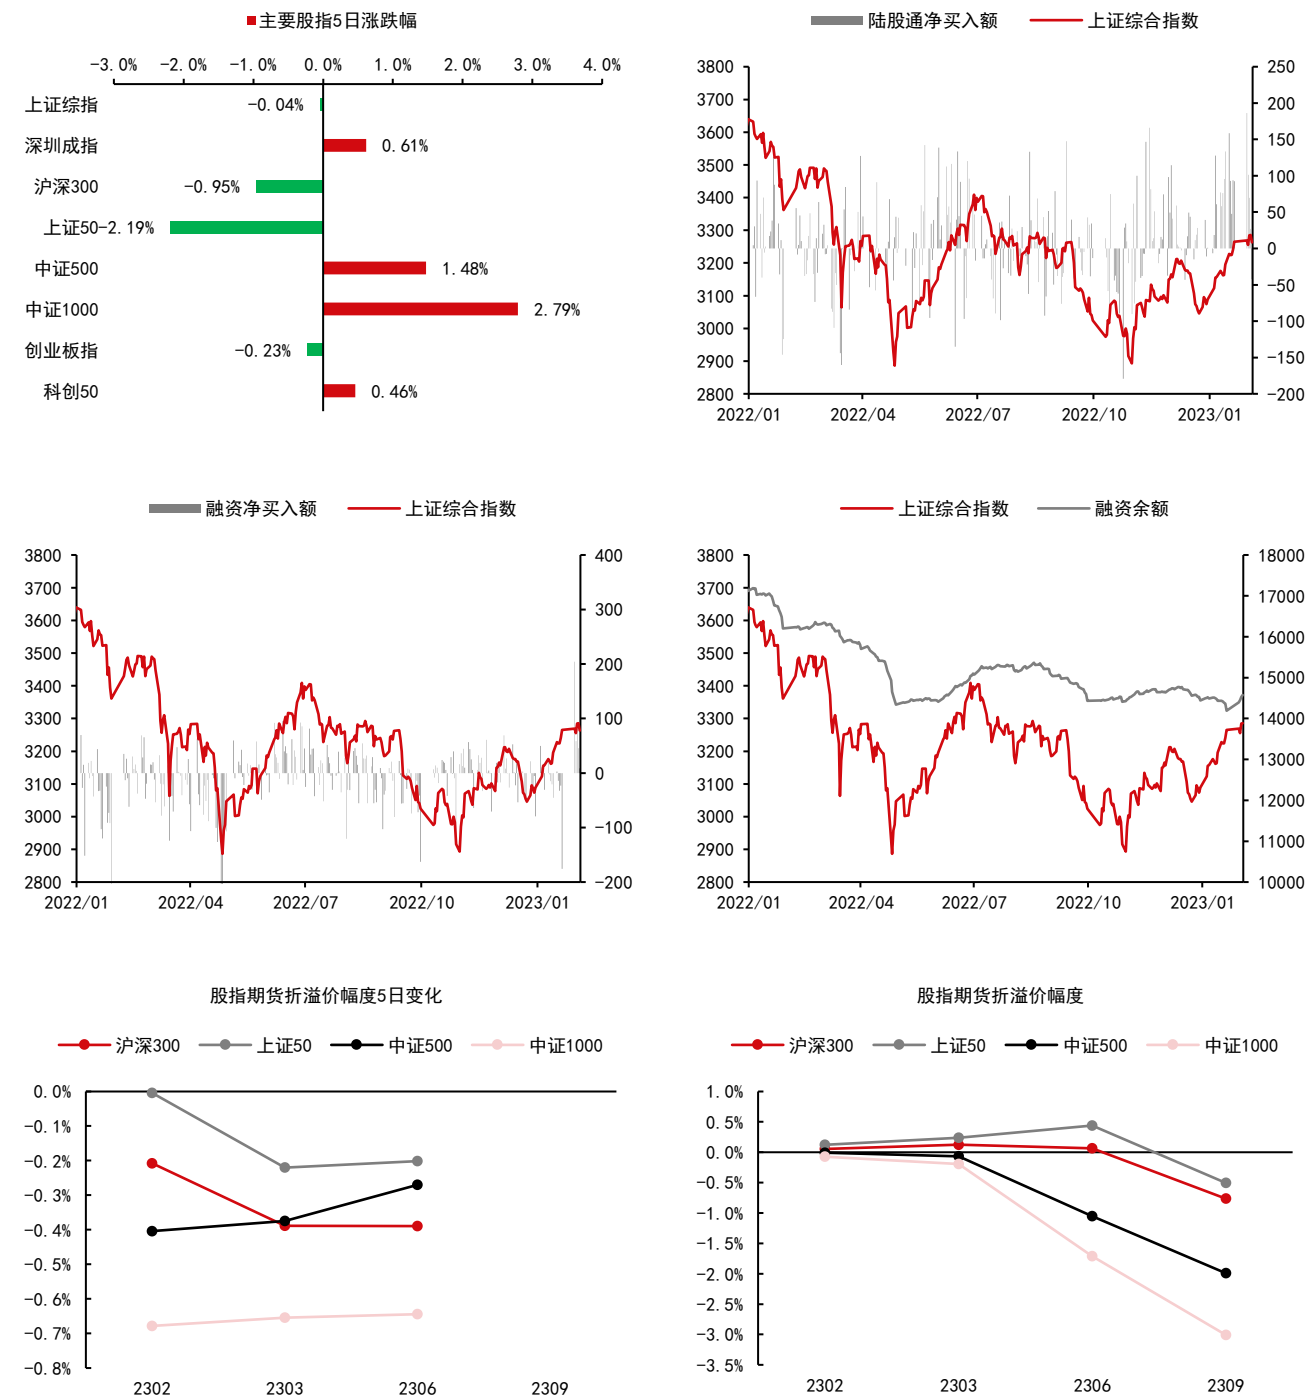 主要股指5日涨跌幅
-3.0% -2.0% -1.0% 0.0% 1.0% 2.0% 3.0% 4.0%
上证综指 -0.04%
深圳成指 0.61%
沪深300 -0.95%
上证50 -2.19%
中证500 1.48%
中证1000 2.79%
创业板指 -0.23%
科创50 0.46%
陆股通净买入额 上证综合指数
3800 250
3700 200
3600 150
3500 100
3400 50
3300 0
3200 -50
3100 -100
3000 -150
2900 -200
2800
2022/01 2022/04 2022/07 2022/10 2023/01
融资净买入额 上证综合指数
3800 400
3700 300
3600 200
3500 100
3400 0
3300 -100
3200 -200
3100
3000
2900
2800
2022/01 2022/04 2022/07 2022/10 2023/01
上证综合指数 融资余额
3800 18000
3700 17000
3600 16000
3500 15000
3400 14000
3300 13000
3200 12000
3100 11000
3000 10000
2900
2800
2022/01 2022/04 2022/07 2022/10 2023/01
股指期货折溢价幅度5日变化
沪深300 上证50 中证500 中证1000
0.0%
-0.1%
-0.2%
-0.3%
-0.4%
-0.5%
-0.6%
-0.7%
-0.8%
2302 2303 2306 2309
股指期货折溢价幅度
沪深300 上证50 中证500 中证1000
1.0%
0.5%
0.0%
-0.5%
-1.0%
-1.5%
-2.0%
-2.5%
-3.0%
-3.5%
2302 2303 2306 2309